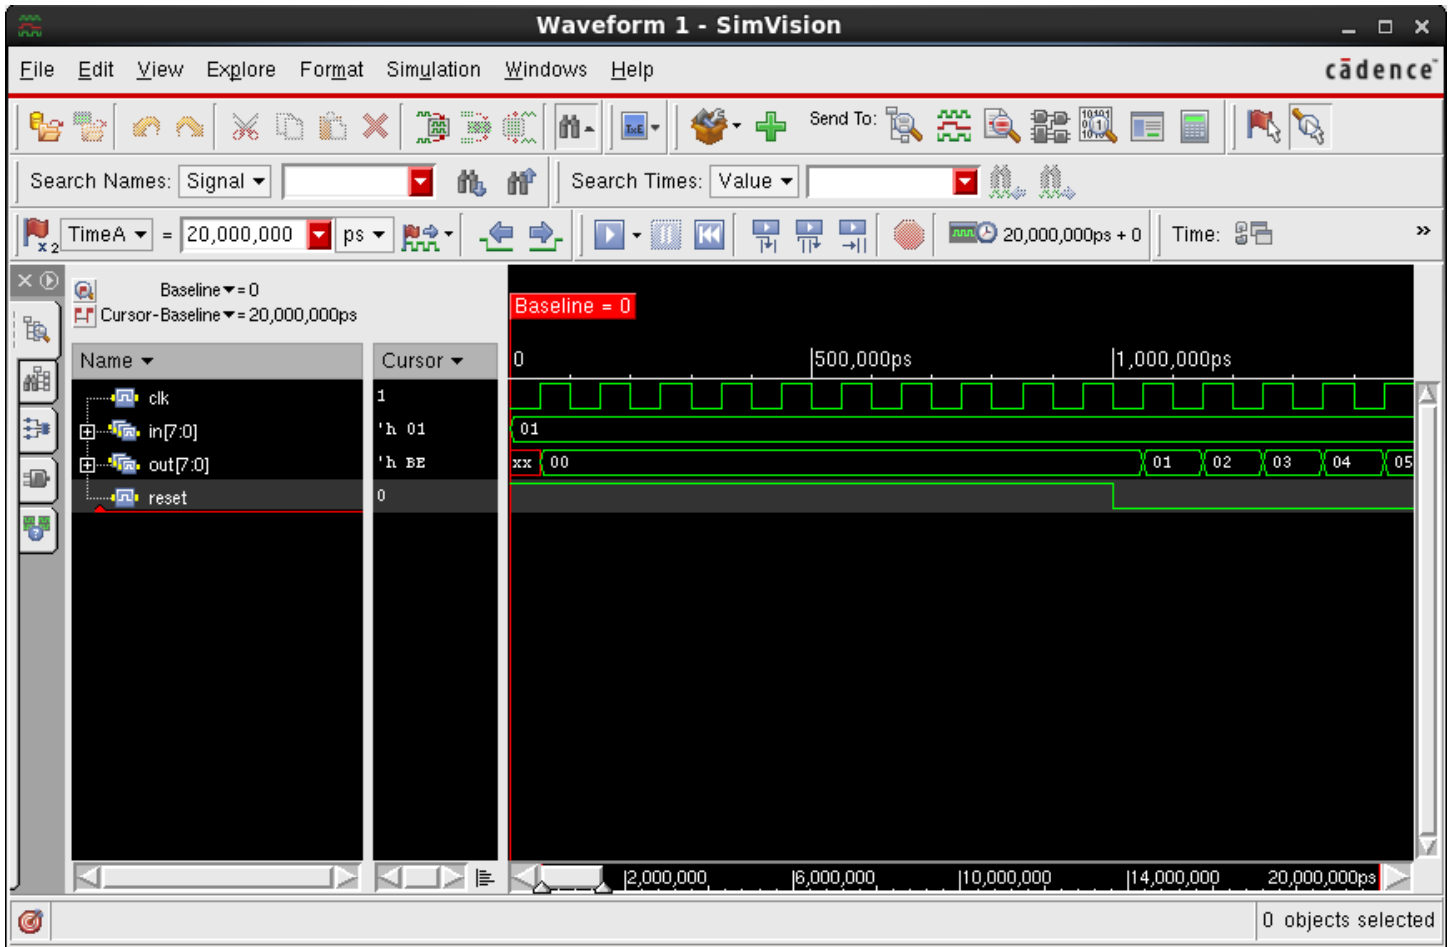 Waveform 1 - SimVision
File Edit View Explore Format Simulation Windows Help cādence
TxE Send To:
Search Names: Signal Search Times: Value
x2 TimeA = 20,000,000 ps 20,000,000ps + 0 Time: »
Baseline = 0
Cursor-Baseline = 20,000,000ps
Baseline = 0
Name Cursor 0 500,000ps 1,000,000ps
clk 1
in[7:0] 'h 01 01
out[7:0] 'h BE xx 00 01 02 03 04 05
reset 0
2,000,000 6,000,000 10,000,000 14,000,000 20,000,000ps
0 objects selected